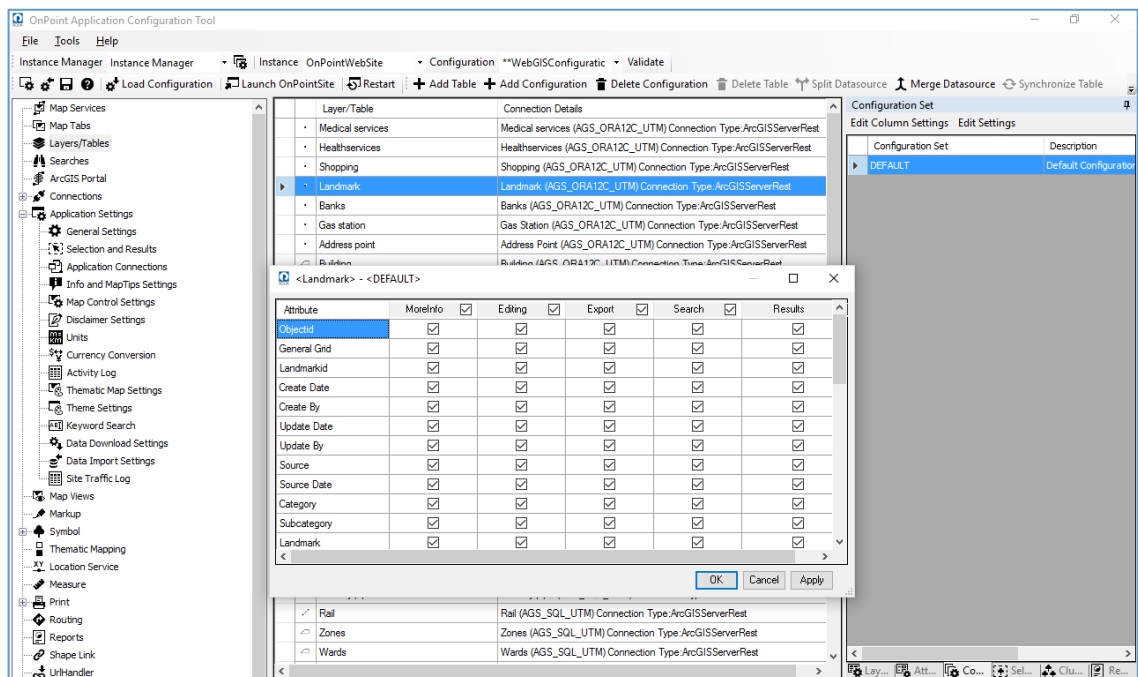 OnPoint Application Configuration Tool
File Tools Help
Instance Manager Instance Manager Instance OnPointWebSite Configuration **WebGISConfiguratic Validate
Load Configuration Launch OnPointSite Restart Add Table Add Configuration Delete Configuration Delete Table Split Datasource Merge Datasource Synchronize Table
Map Services
Map Tabs
Layers/Tables
Searches
ArcGIS Portal
Connections
Application Settings
General Settings
Selection and Results
Application Connections
Info and MapTips Settings
Map Control Settings
Disclaimer Settings
Units
Currency Conversion
Activity Log
Thematic Map Settings
Theme Settings
Keyword Search
Data Download Settings
Data Import Settings
Site Traffic Log
Map Views
Markup
Symbol
Thematic Mapping
Location Service
Measure
Print
Routing
Reports
Shape Link
UrlHandler
Layer/Table Connection Details
Medical services Medical services (AGS_ORA12C_UTM) Connection Type:ArcGISServerRest
Healthservices Healthservices (AGS_ORA12C_UTM) Connection Type:ArcGISServerRest
Shopping Shopping (AGS_ORA12C_UTM) Connection Type:ArcGISServerRest
Landmark Landmark (AGS_ORA12C_UTM) Connection Type:ArcGISServerRest
Banks Banks (AGS_ORA12C_UTM) Connection Type:ArcGISServerRest
Gas station Gas Station (AGS_ORA12C_UTM) Connection Type:ArcGISServerRest
Address point Address Point (AGS_ORA12C_UTM) Connection Type:ArcGISServerRest
Building Building (AGS_ORA12C_UTM) Connection Type:ArcGISServerRest
<Landmark> - <DEFAULT>
Attribute MoreInfo Editing Export Search Results
Objectid
General Grid
Landmarkid
Create Date
Create By
Update Date
Update By
Source
Source Date
Category
Subcategory
Landmark
OK Cancel Apply
Rail Rail (AGS_SQL_UTM) Connection Type:ArcGISServerRest
Zones Zones (AGS_SQL_UTM) Connection Type:ArcGISServerRest
Wards Wards (AGS_SQL_UTM) Connection Type:ArcGISServerRest
Configuration Set
Edit Column Settings Edit Settings
Configuration Set Description
DEFAULT Default Configuration
Lay... Att... Co... Sel... Clu... Re...